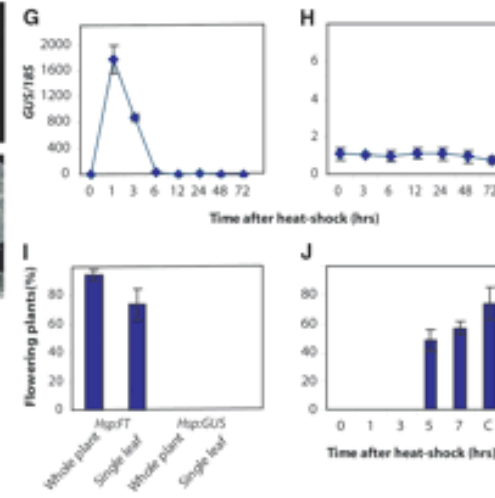 G
GUS/18S
2000
1600
1200
800
400
0
0 1 3 6 12 24 48 72
H
6
4
2
0
0 3 6 12 24 48 72
Time after heat-shock (hrs)
I
Flowering plants(%)
80
60
40
20
0
Hsp:FT Hsp:GUS
Whole plant Single leaf Whole plant Single leaf
J
80
60
40
20
0
0 1 3 5 7 C
Time after heat-shock (hrs)